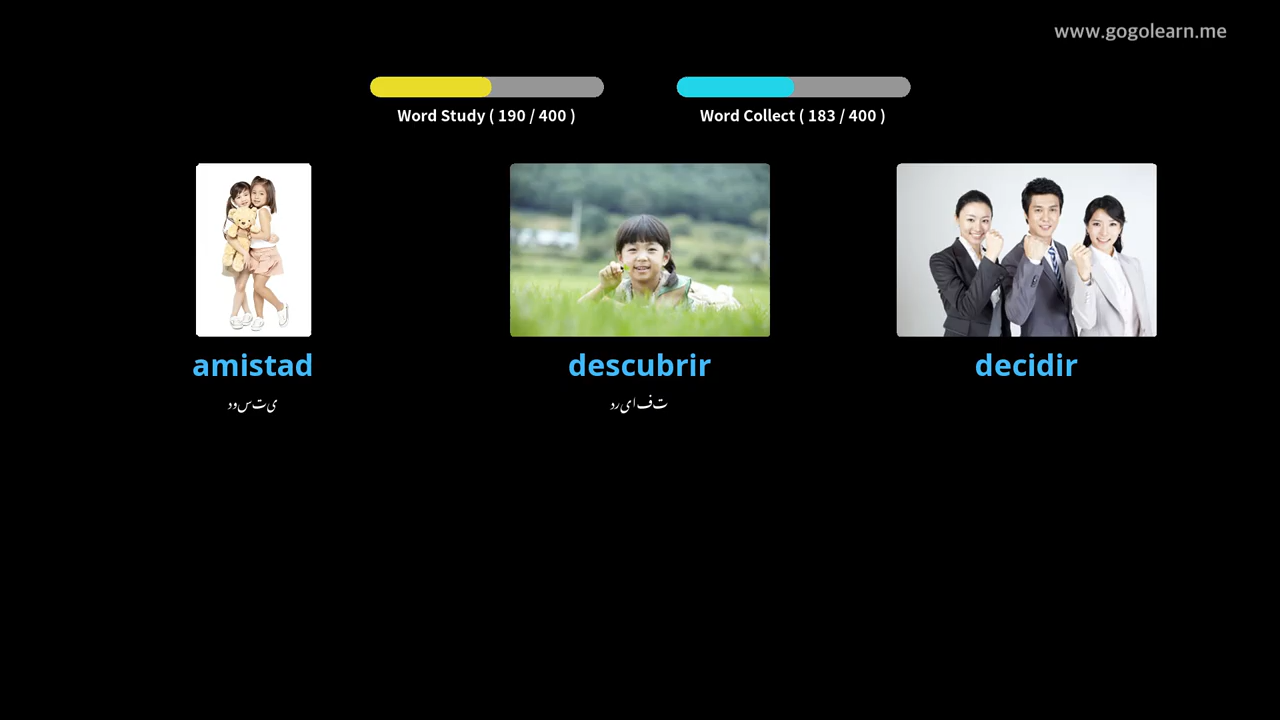 www.gogolearn.me
Word Study ( 190 / 400 )
Word Collect ( 183 / 400 )
amistad
descubrir
decidir
دوستی
دریافت